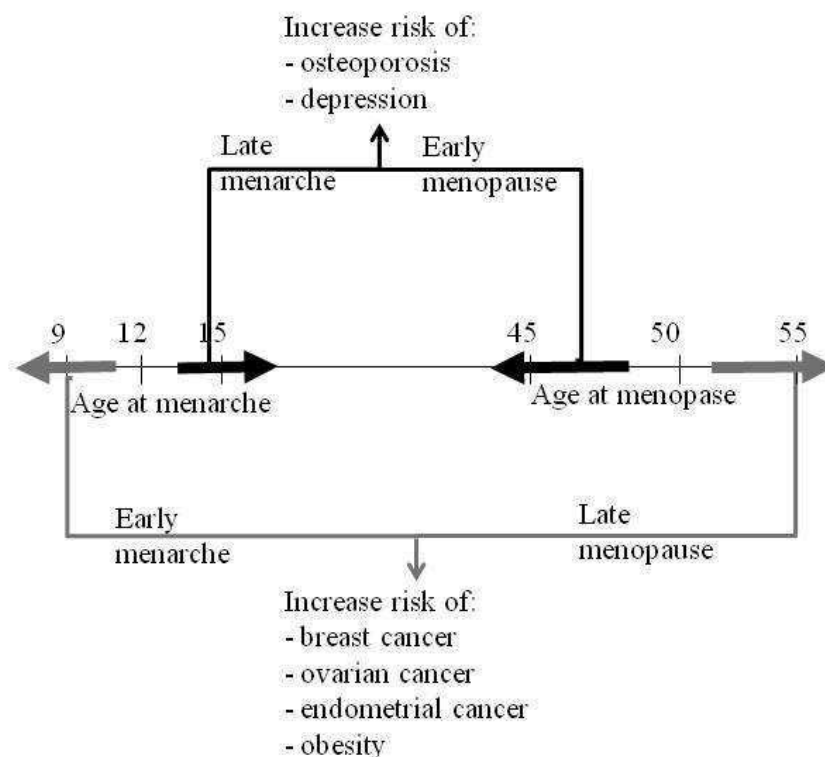 Increase risk of:
- osteoporosis
- depression
Late
menarche
Early
menopause
9
12
15
45
50
55
Age at menarche
Age at menopase
Early
menarche
Late
menopause
Increase risk of:
- breast cancer
- ovarian cancer
- endometrial cancer
- obesity